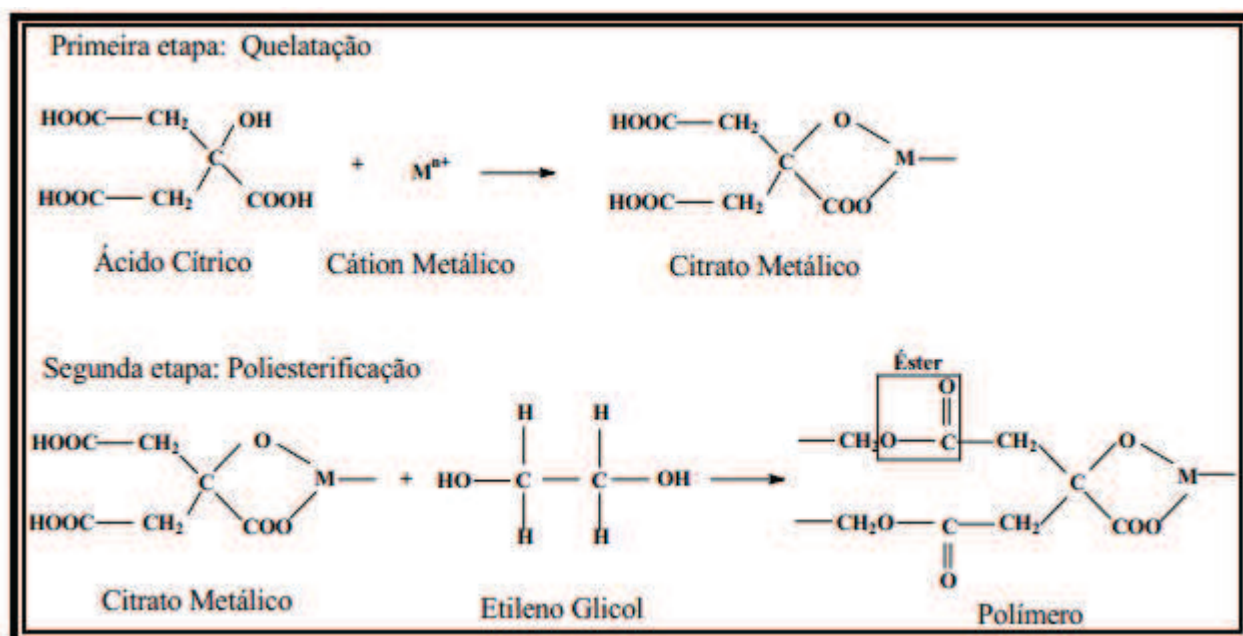 Primeira etapa: Quelatação
HOOC—CH₂ OH
C
HOOC—CH₂ COOH
+ Mⁿ⁺
HOOC—CH₂ O
C M—
HOOC—CH₂ COO
Ácido Cítrico Cátion Metálico Citrato Metálico
Segunda etapa: Poliesterificação
HOOC—CH₂ O
C M—
HOOC—CH₂ COO
+
H H
HO—C—C—OH
H H
Éster
O
—CH₂O—C—CH₂ O
C M—
—CH₂O—C—CH₂ COO
O
Citrato Metálico Etileno Glicol Polímero